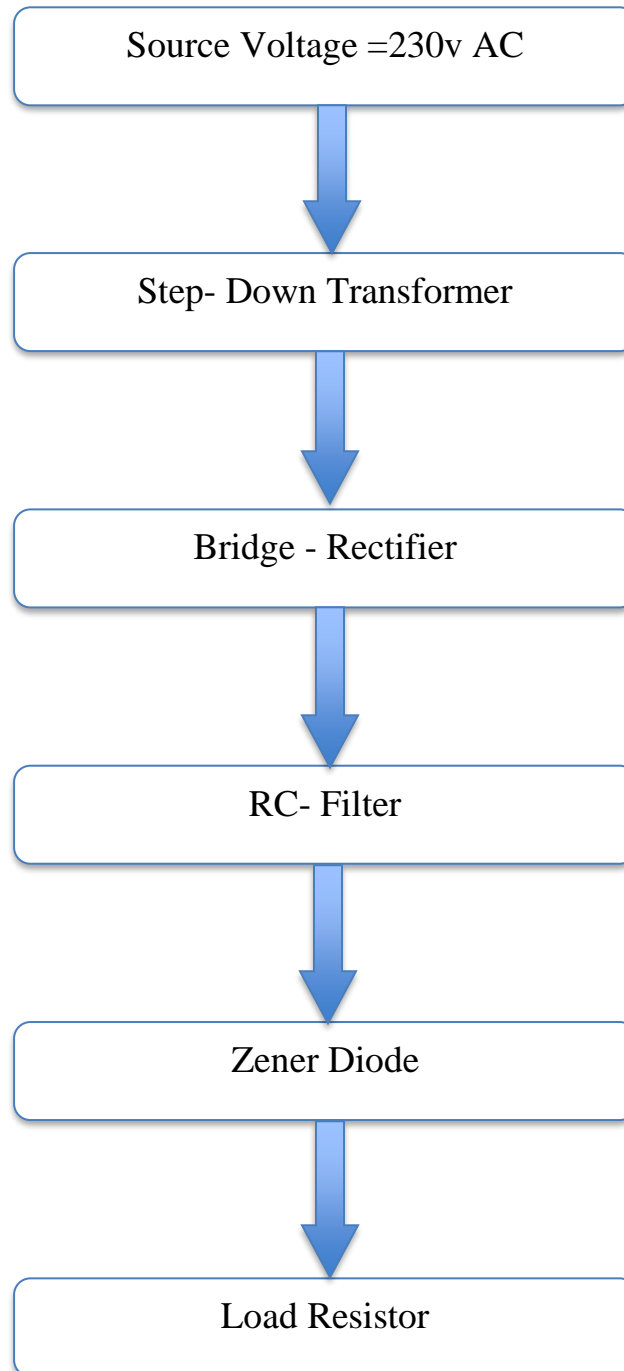 Source Voltage =230v AC
Step- Down Transformer
Bridge - Rectifier
RC- Filter
Zener Diode
Load Resistor